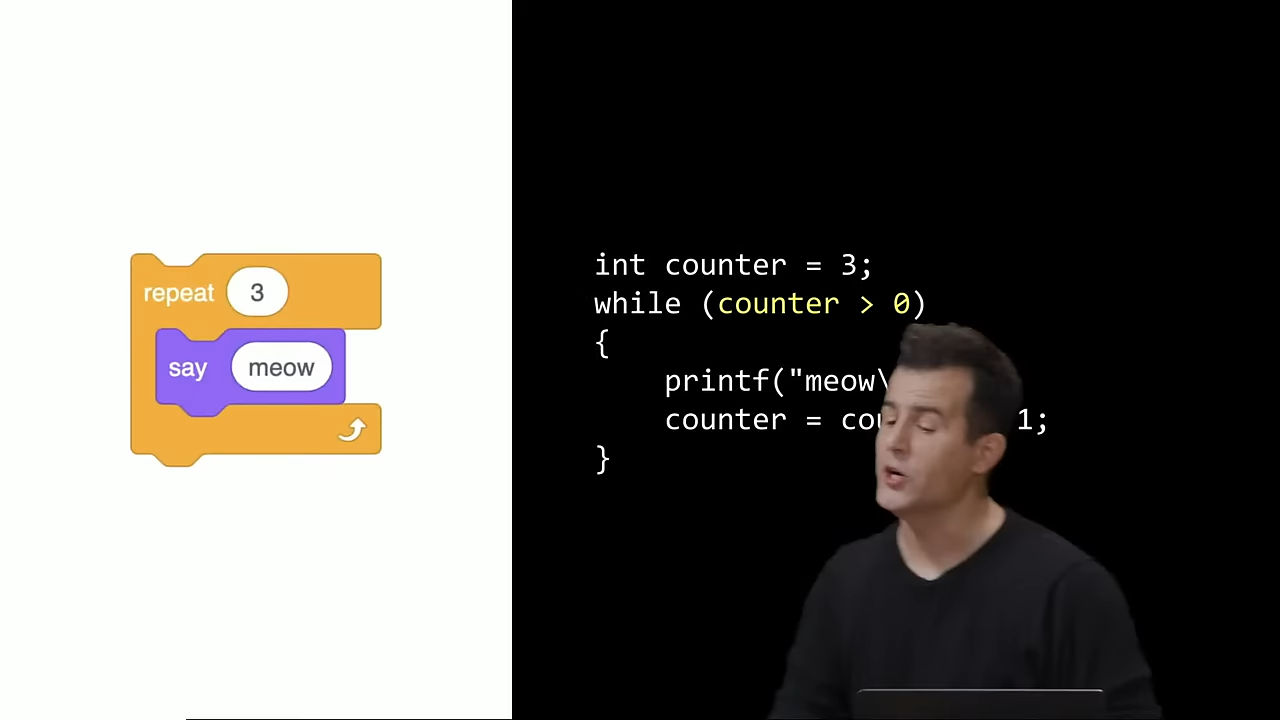 repeat 3
say meow
int counter = 3;
while (counter > 0)
{
printf("meow\
counter = cou 1;
}